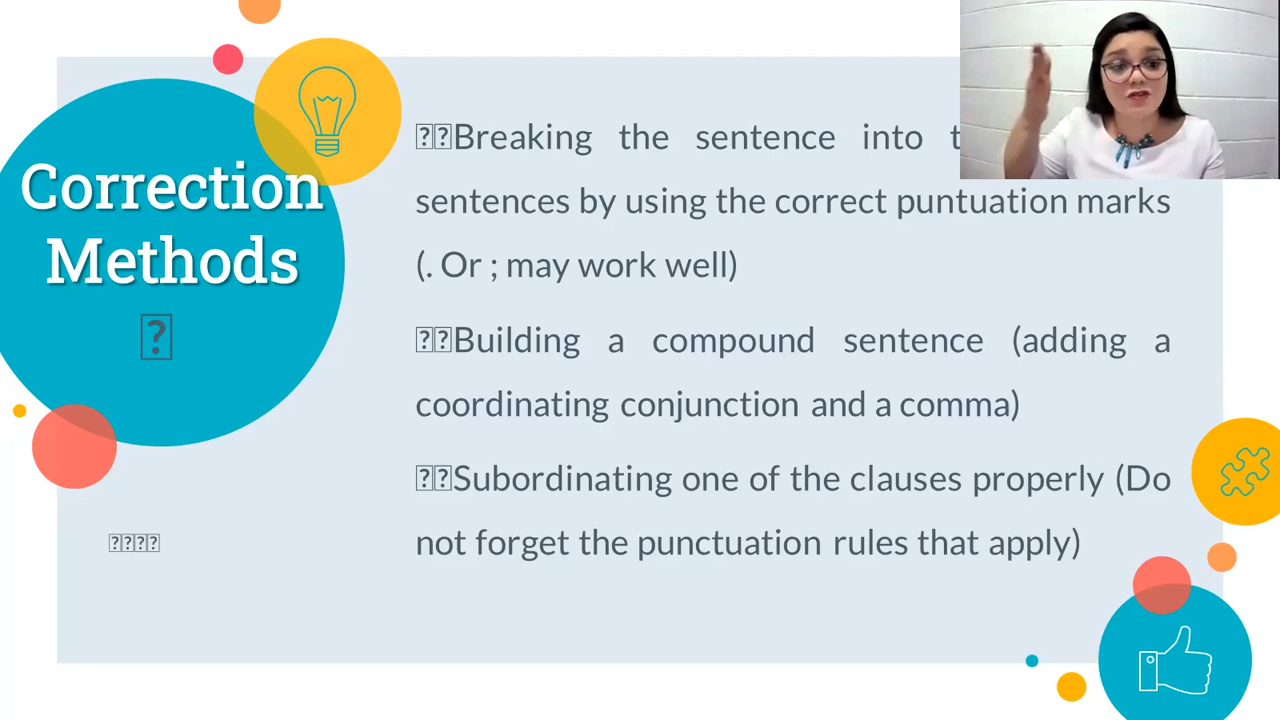 Correction
Methods
Breaking the sentence into
sentences by using the correct puntuation marks
(. Or ; may work well)
Building a compound sentence (adding a
coordinating conjunction and a comma)
Subordinating one of the clauses properly (Do
not forget the punctuation rules that apply)